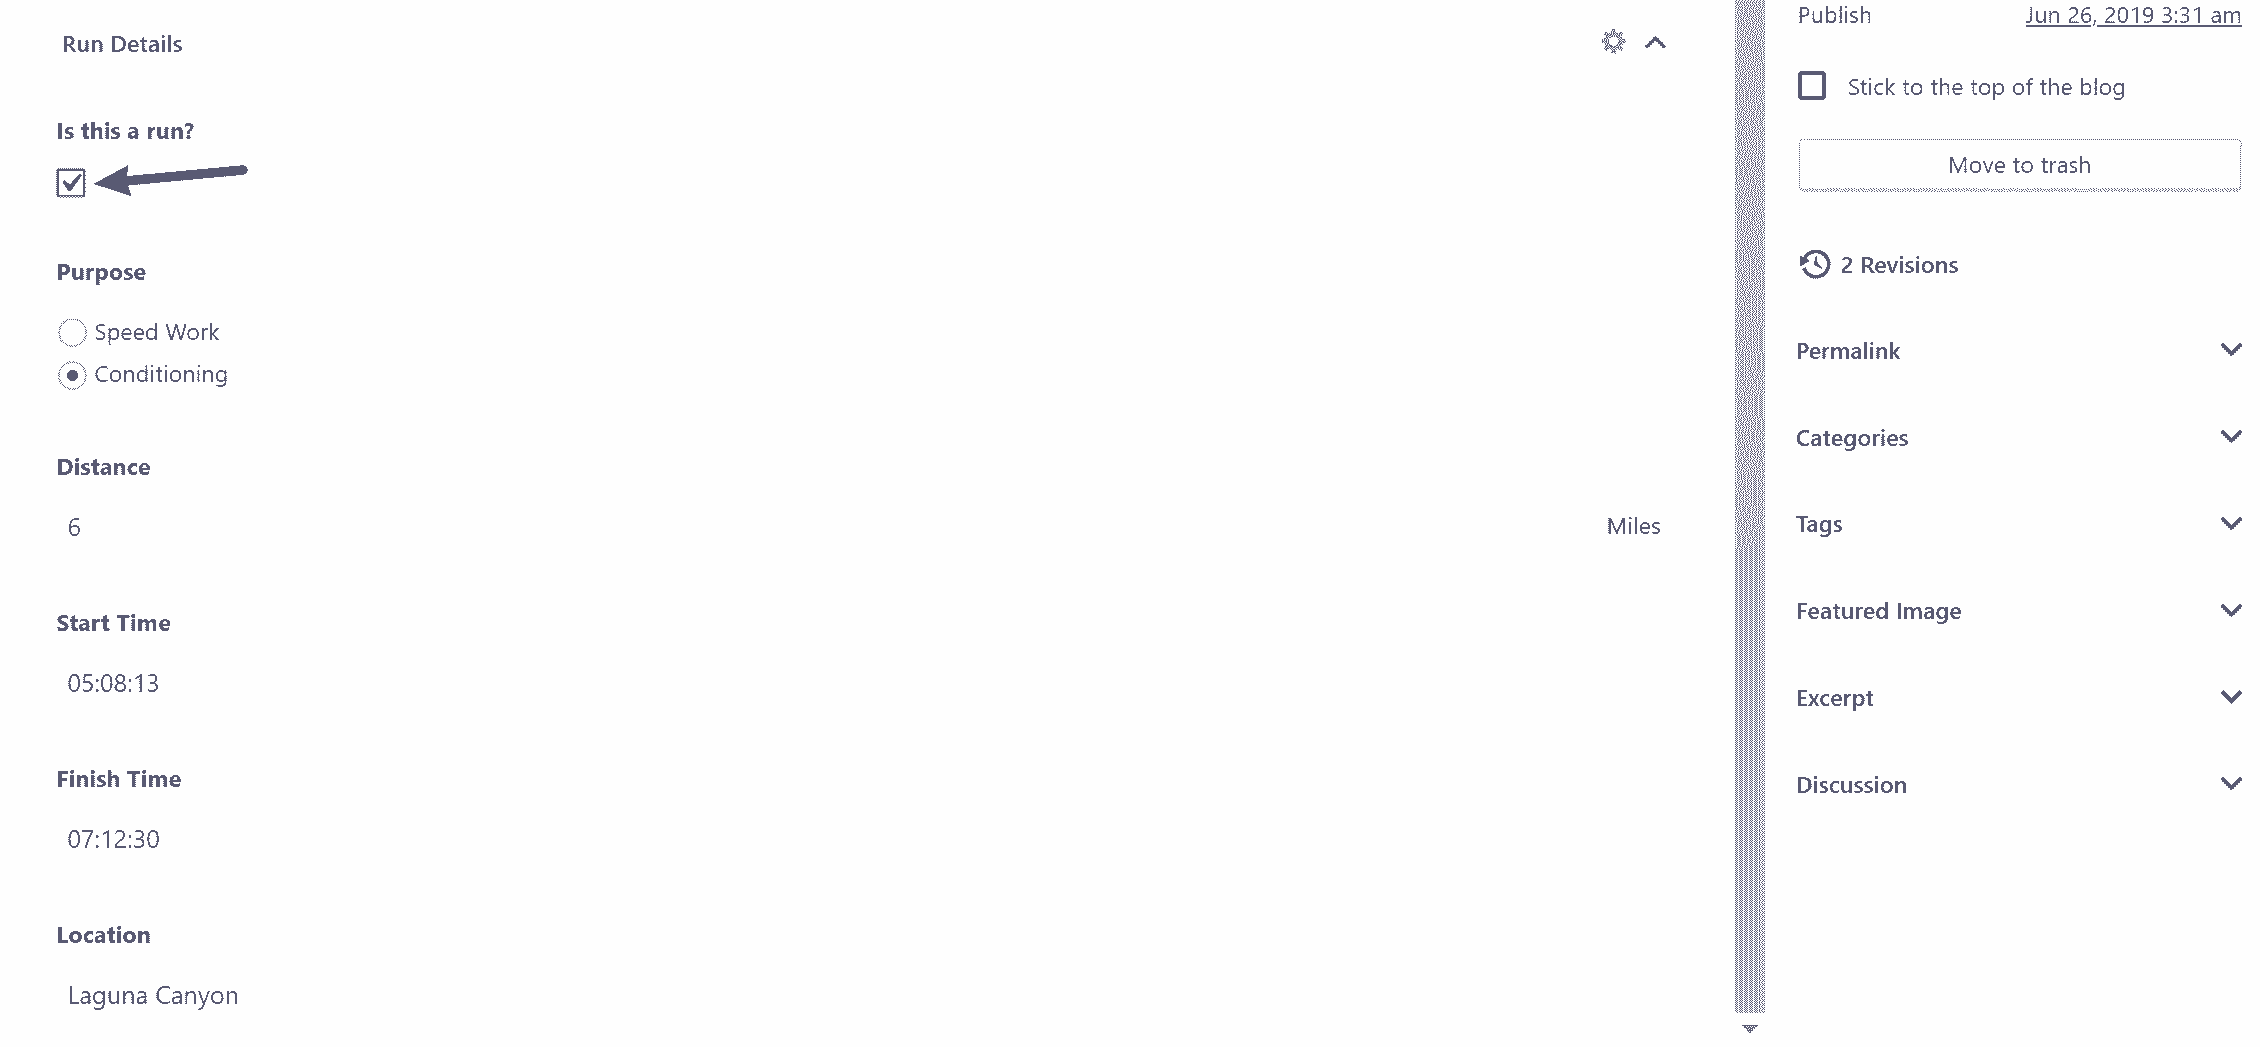 Run Details
Is this a run?
Purpose
Speed Work
Conditioning
Distance
6 Miles
Start Time
05:08:13
Finish Time
07:12:30
Location
Laguna Canyon
Publish Jun 26, 2019 3:31 am
Stick to the top of the blog
Move to trash
2 Revisions
Permalink
Categories
Tags
Featured Image
Excerpt
Discussion